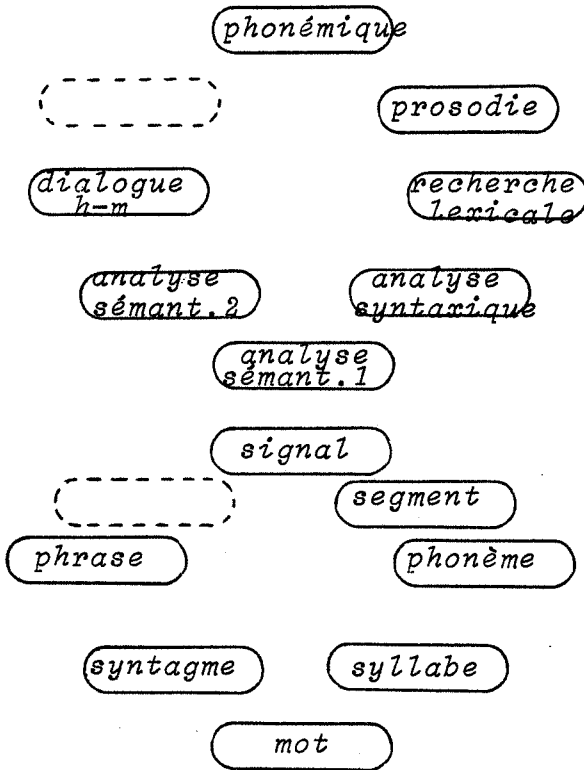 phonémique
prosodie
dialogue
h-m
recherche
lexicale
analyse
sémant.2
analyse
syntaxique
analyse
sémant.1
signal
segment
phrase
phonème
syntagme
syllabe
mot